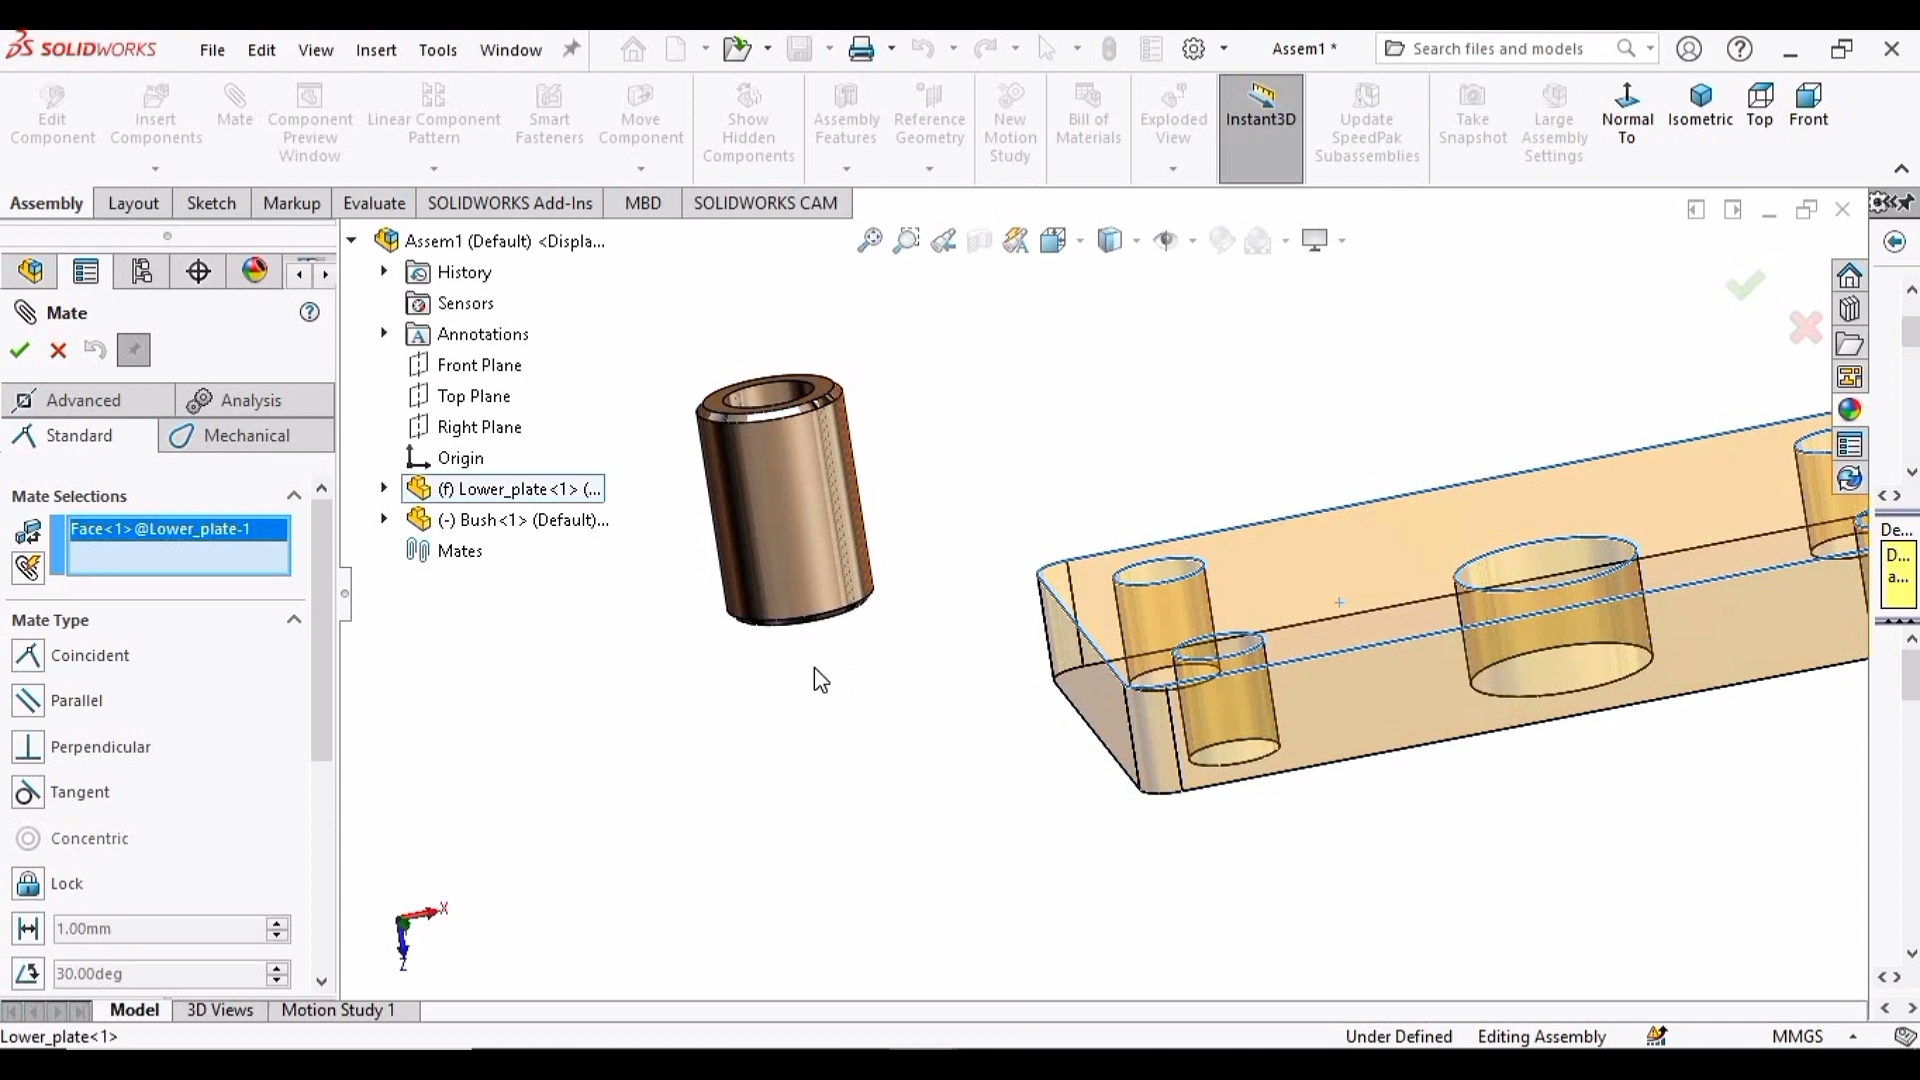 SOLIDWORKS File Edit View Insert Tools Window Assem1 * Search files and models
Edit Component
Insert Components
Mate
Component Preview Window
Linear Component Pattern
Smart Fasteners
Move Component
Show Hidden Components
Assembly Features
Reference Geometry
New Motion Study
Bill of Materials
Exploded View
Instant3D
Update SpeedPak Subassemblies
Take Snapshot
Large Assembly Settings
Normal To
Isometric
Top
Front
Assembly Layout Sketch Markup Evaluate SOLIDWORKS Add-Ins MBD SOLIDWORKS CAM
Mate
Advanced Analysis
Standard Mechanical
Mate Selections
Face<1>@Lower_plate-1
Mate Type
Coincident
Parallel
Perpendicular
Tangent
Concentric
Lock
1.00mm
30.00deg
Assem1 (Default) <Displa...
History
Sensors
Annotations
Front Plane
Top Plane
Right Plane
Origin
(f) Lower_plate<1> (...
(-) Bush<1> (Default)...
Mates
X
Z
De...
D...
a...
Model 3D Views Motion Study 1
Lower_plate<1> Under Defined Editing Assembly MMGS